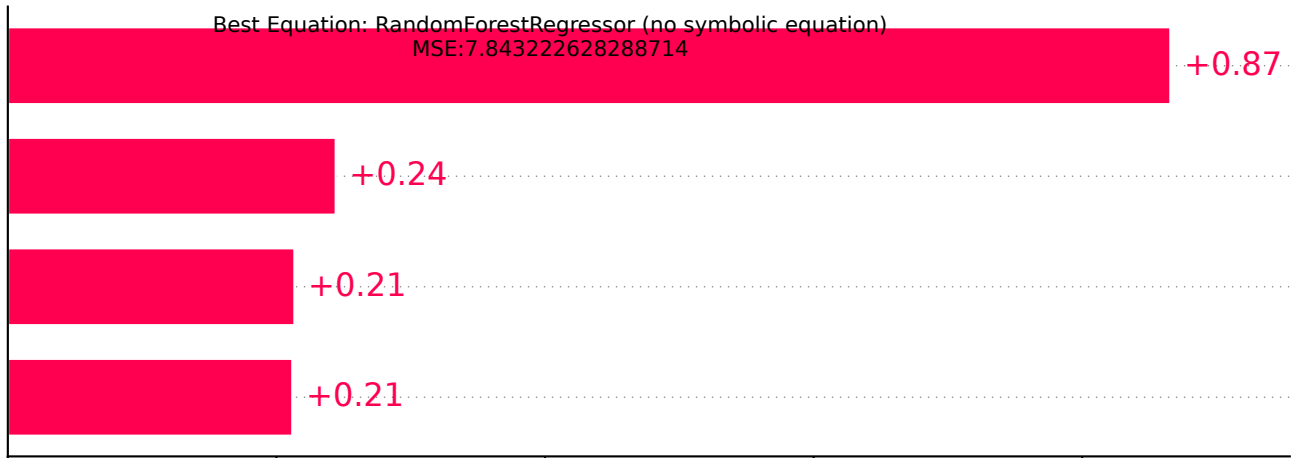 Best Equation: RandomForestRegressor (no symbolic equation)
MSE:7.843222628288714
+0.87
+0.24
+0.21
+0.21